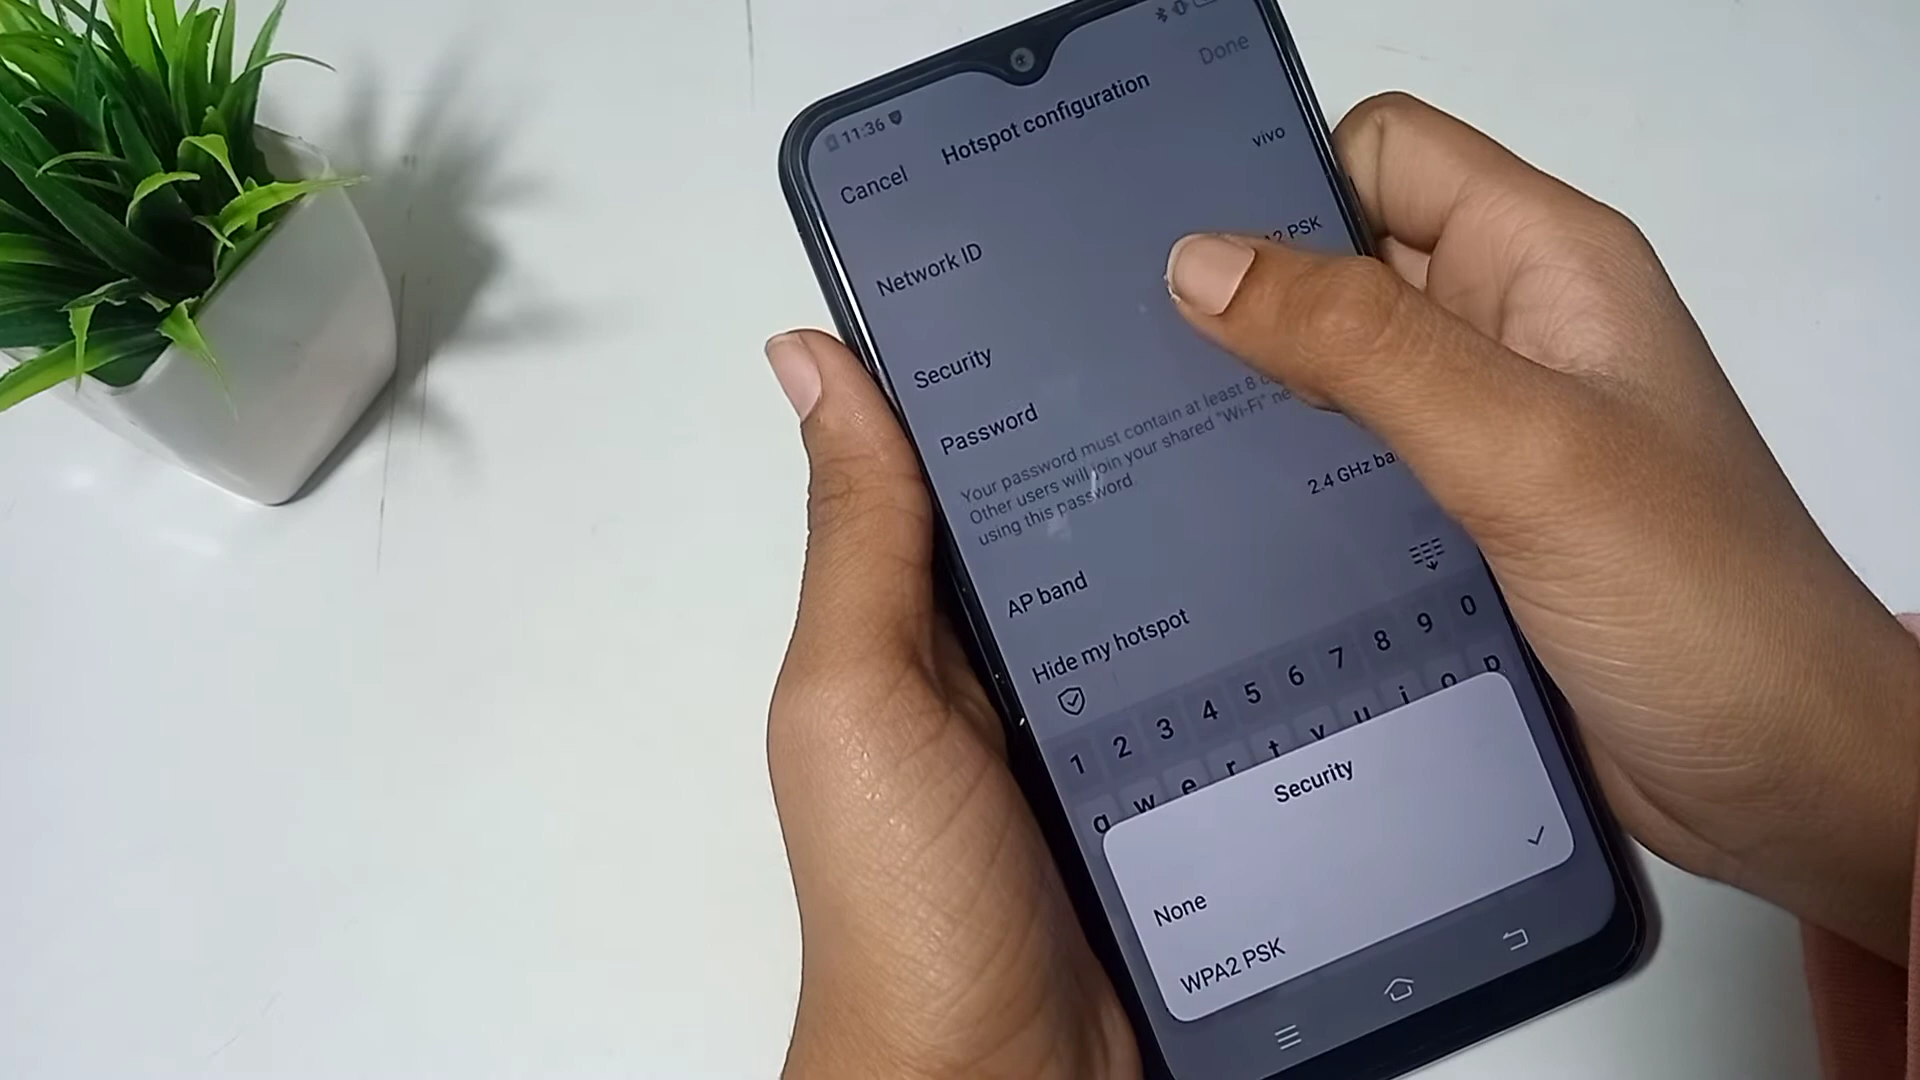 11:36
Cancel
Hotspot configuration
Done
Network ID
vivo
Security
PSK
Password
Your password must contain at least 8
Other users will join your shared "Wi-Fi"
using this password.
AP band
2.4 GHz
Hide my hotspot
1 2 3 4 5 6 7 8 9 0
q w e r t y u i o p
Security
None
WPA2 PSK